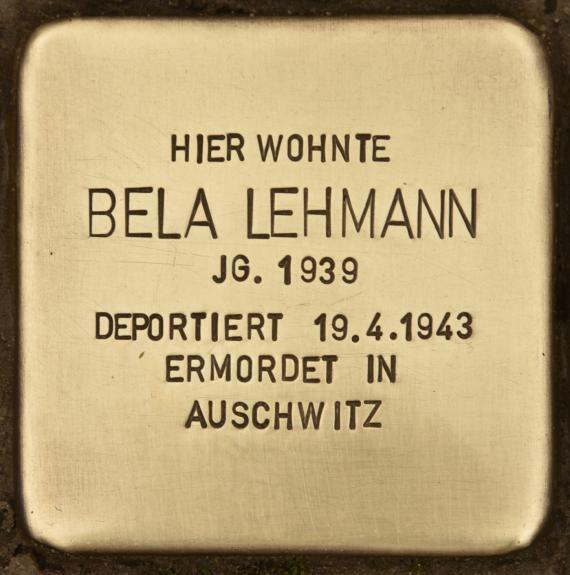 HIER WOHNTE
BELA LEHMANN
JG. 1939
DEPORTIERT 19.4.1943
ERMORDET IN
AUSCHWITZ